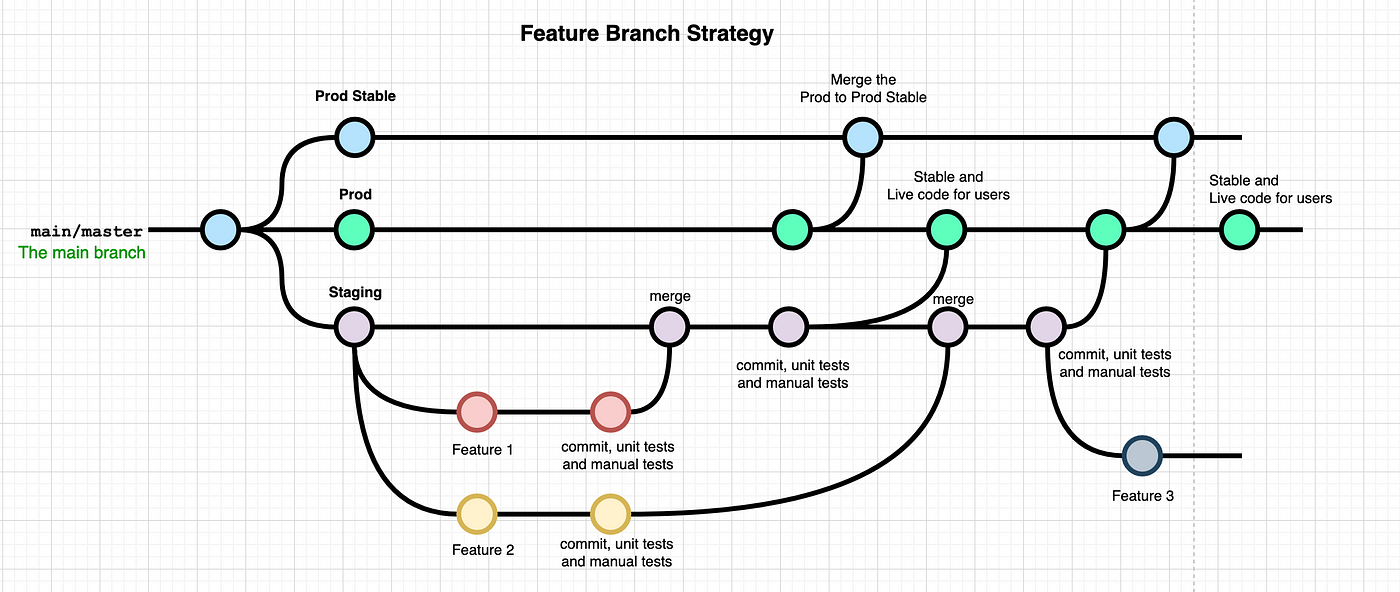 Feature Branch Strategy
Merge the
Prod to Prod Stable
Prod Stable
Stable and
Live code for users
Stable and
Live code for users
Prod
main/master
The main branch
Staging
merge
merge
commit, unit tests
and manual tests
commit, unit tests
and manual tests
Feature 1
commit, unit tests
and manual tests
Feature 3
Feature 2
commit, unit tests
and manual tests